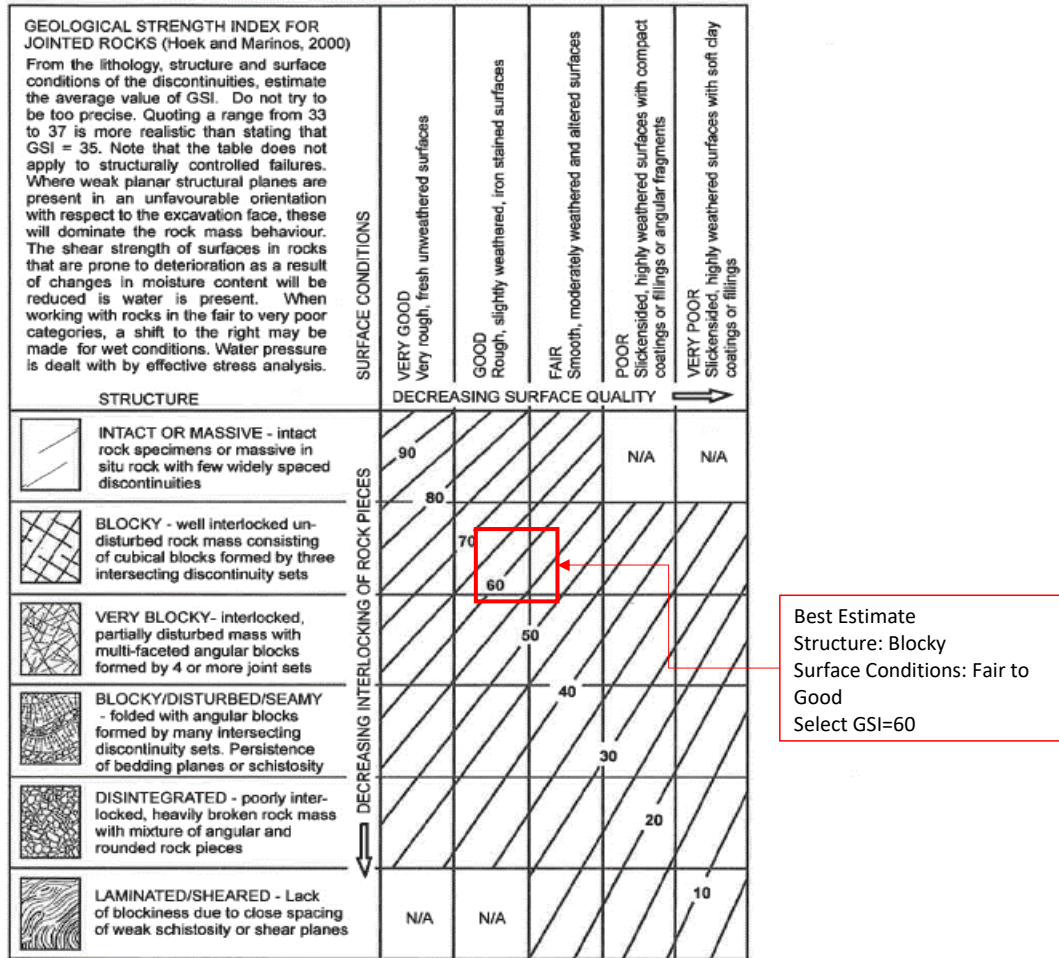 GEOLOGICAL STRENGTH INDEX FOR
JOINTED ROCKS (Hoek and Marinos, 2000)
From the lithology, structure and surface
conditions of the discontinuities, estimate
the average value of GSI. Do not try to
be too precise. Quoting a range from 33
to 37 is more realistic than stating that
GSI = 35. Note that the table does not
apply to structurally controlled failures.
Where weak planar structural planes are
present in an unfavourable orientation
with respect to the excavation face, these
will dominate the rock mass behaviour.
The shear strength of surfaces in rocks
that are prone to deterioration as a result
of changes in moisture content will be
reduced is water is present. When
working with rocks in the fair to very poor
categories, a shift to the right may be
made for wet conditions. Water pressure
is dealt with by effective stress analysis.
SURFACE CONDITIONS
VERY GOOD
Very rough, fresh unweathered surfaces
GOOD
Rough, slightly weathered, iron stained surfaces
FAIR
Smooth, moderately weathered and altered surfaces
POOR
Slickensided, highly weathered surfaces with compact
coatings or fillings or angular fragments
VERY POOR
Slickensided, highly weathered surfaces with soft clay
coatings or fillings
STRUCTURE
DECREASING SURFACE QUALITY
DECREASING INTERLOCKING OF ROCK PIECES
INTACT OR MASSIVE - intact
rock specimens or massive in
situ rock with few widely spaced
discontinuities
90
80
N/A
N/A
BLOCKY - well interlocked un-
disturbed rock mass consisting
of cubical blocks formed by three
intersecting discontinuity sets
70
60
VERY BLOCKY- interlocked,
partially disturbed mass with
multi-faceted angular blocks
formed by 4 or more joint sets
50
BLOCKY/DISTURBED/SEAMY
- folded with angular blocks
formed by many intersecting
discontinuity sets. Persistence
of bedding planes or schistosity
40
30
DISINTEGRATED - poorly inter-
locked, heavily broken rock mass
with mixture of angular and
rounded rock pieces
20
LAMINATED/SHEARED - Lack
of blockiness due to close spacing
of weak schistosity or shear planes
N/A
N/A
10
Best Estimate
Structure: Blocky
Surface Conditions: Fair to
Good
Select GSI=60